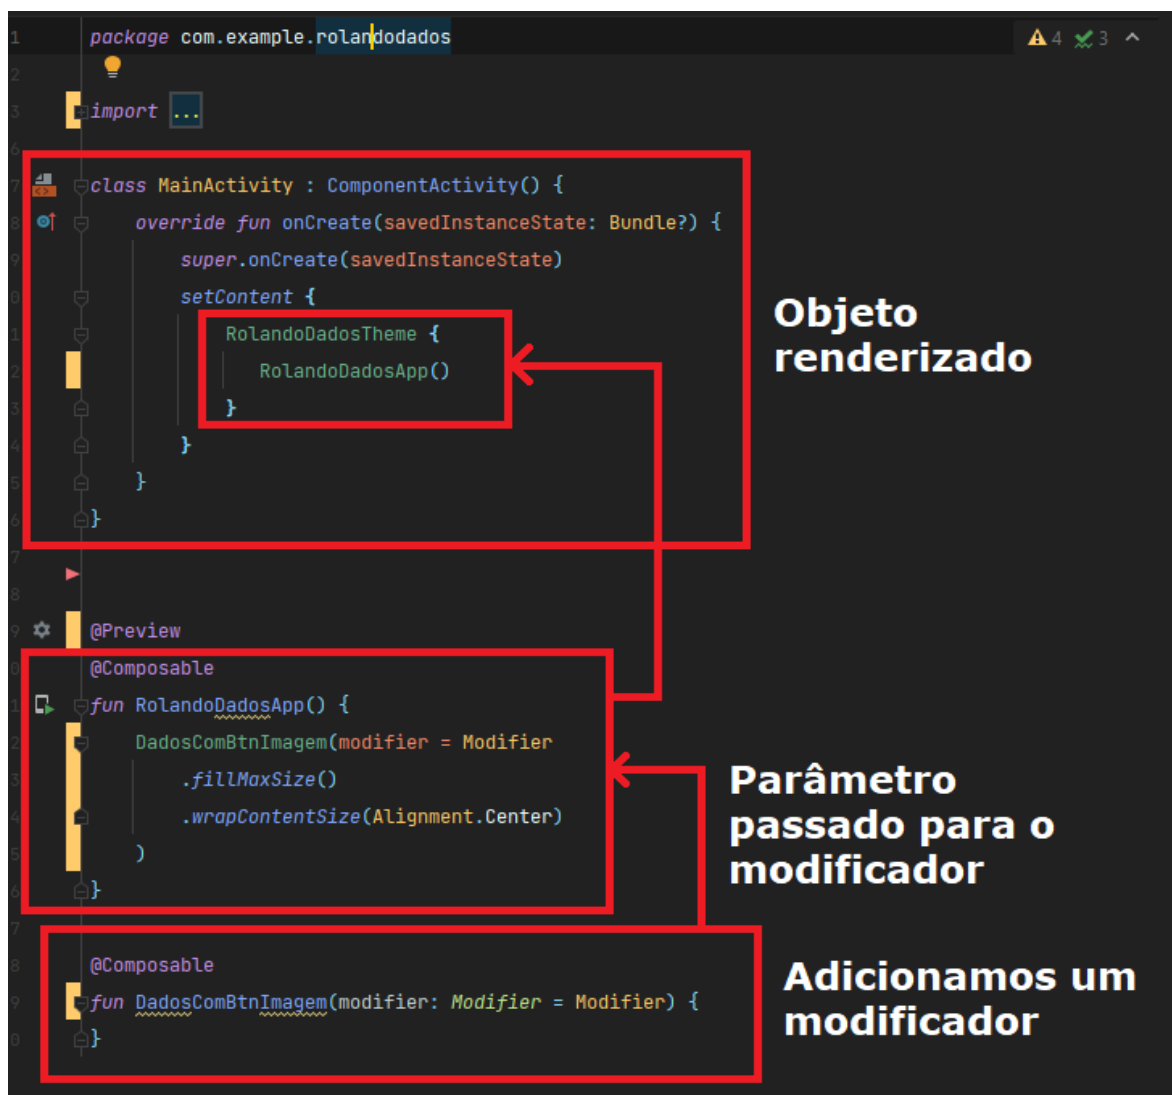 package com.example.rolandodados
4 3
import ...
class MainActivity : ComponentActivity() {
override fun onCreate(savedInstanceState: Bundle?) {
super.onCreate(savedInstanceState)
setContent {
RolandoDadosTheme {
RolandoDadosApp()
}
}
}
}
Objeto
renderizado
@Preview
@Composable
fun RolandoDadosApp() {
DadosComBtnImagem(modifier = Modifier
.fillMaxSize()
.wrapContentSize(Alignment.Center)
)
}
Parâmetro
passado para o
modificador
@Composable
fun DadosComBtnImagem(modifier: Modifier = Modifier) {
}
Adicionamos um
modificador